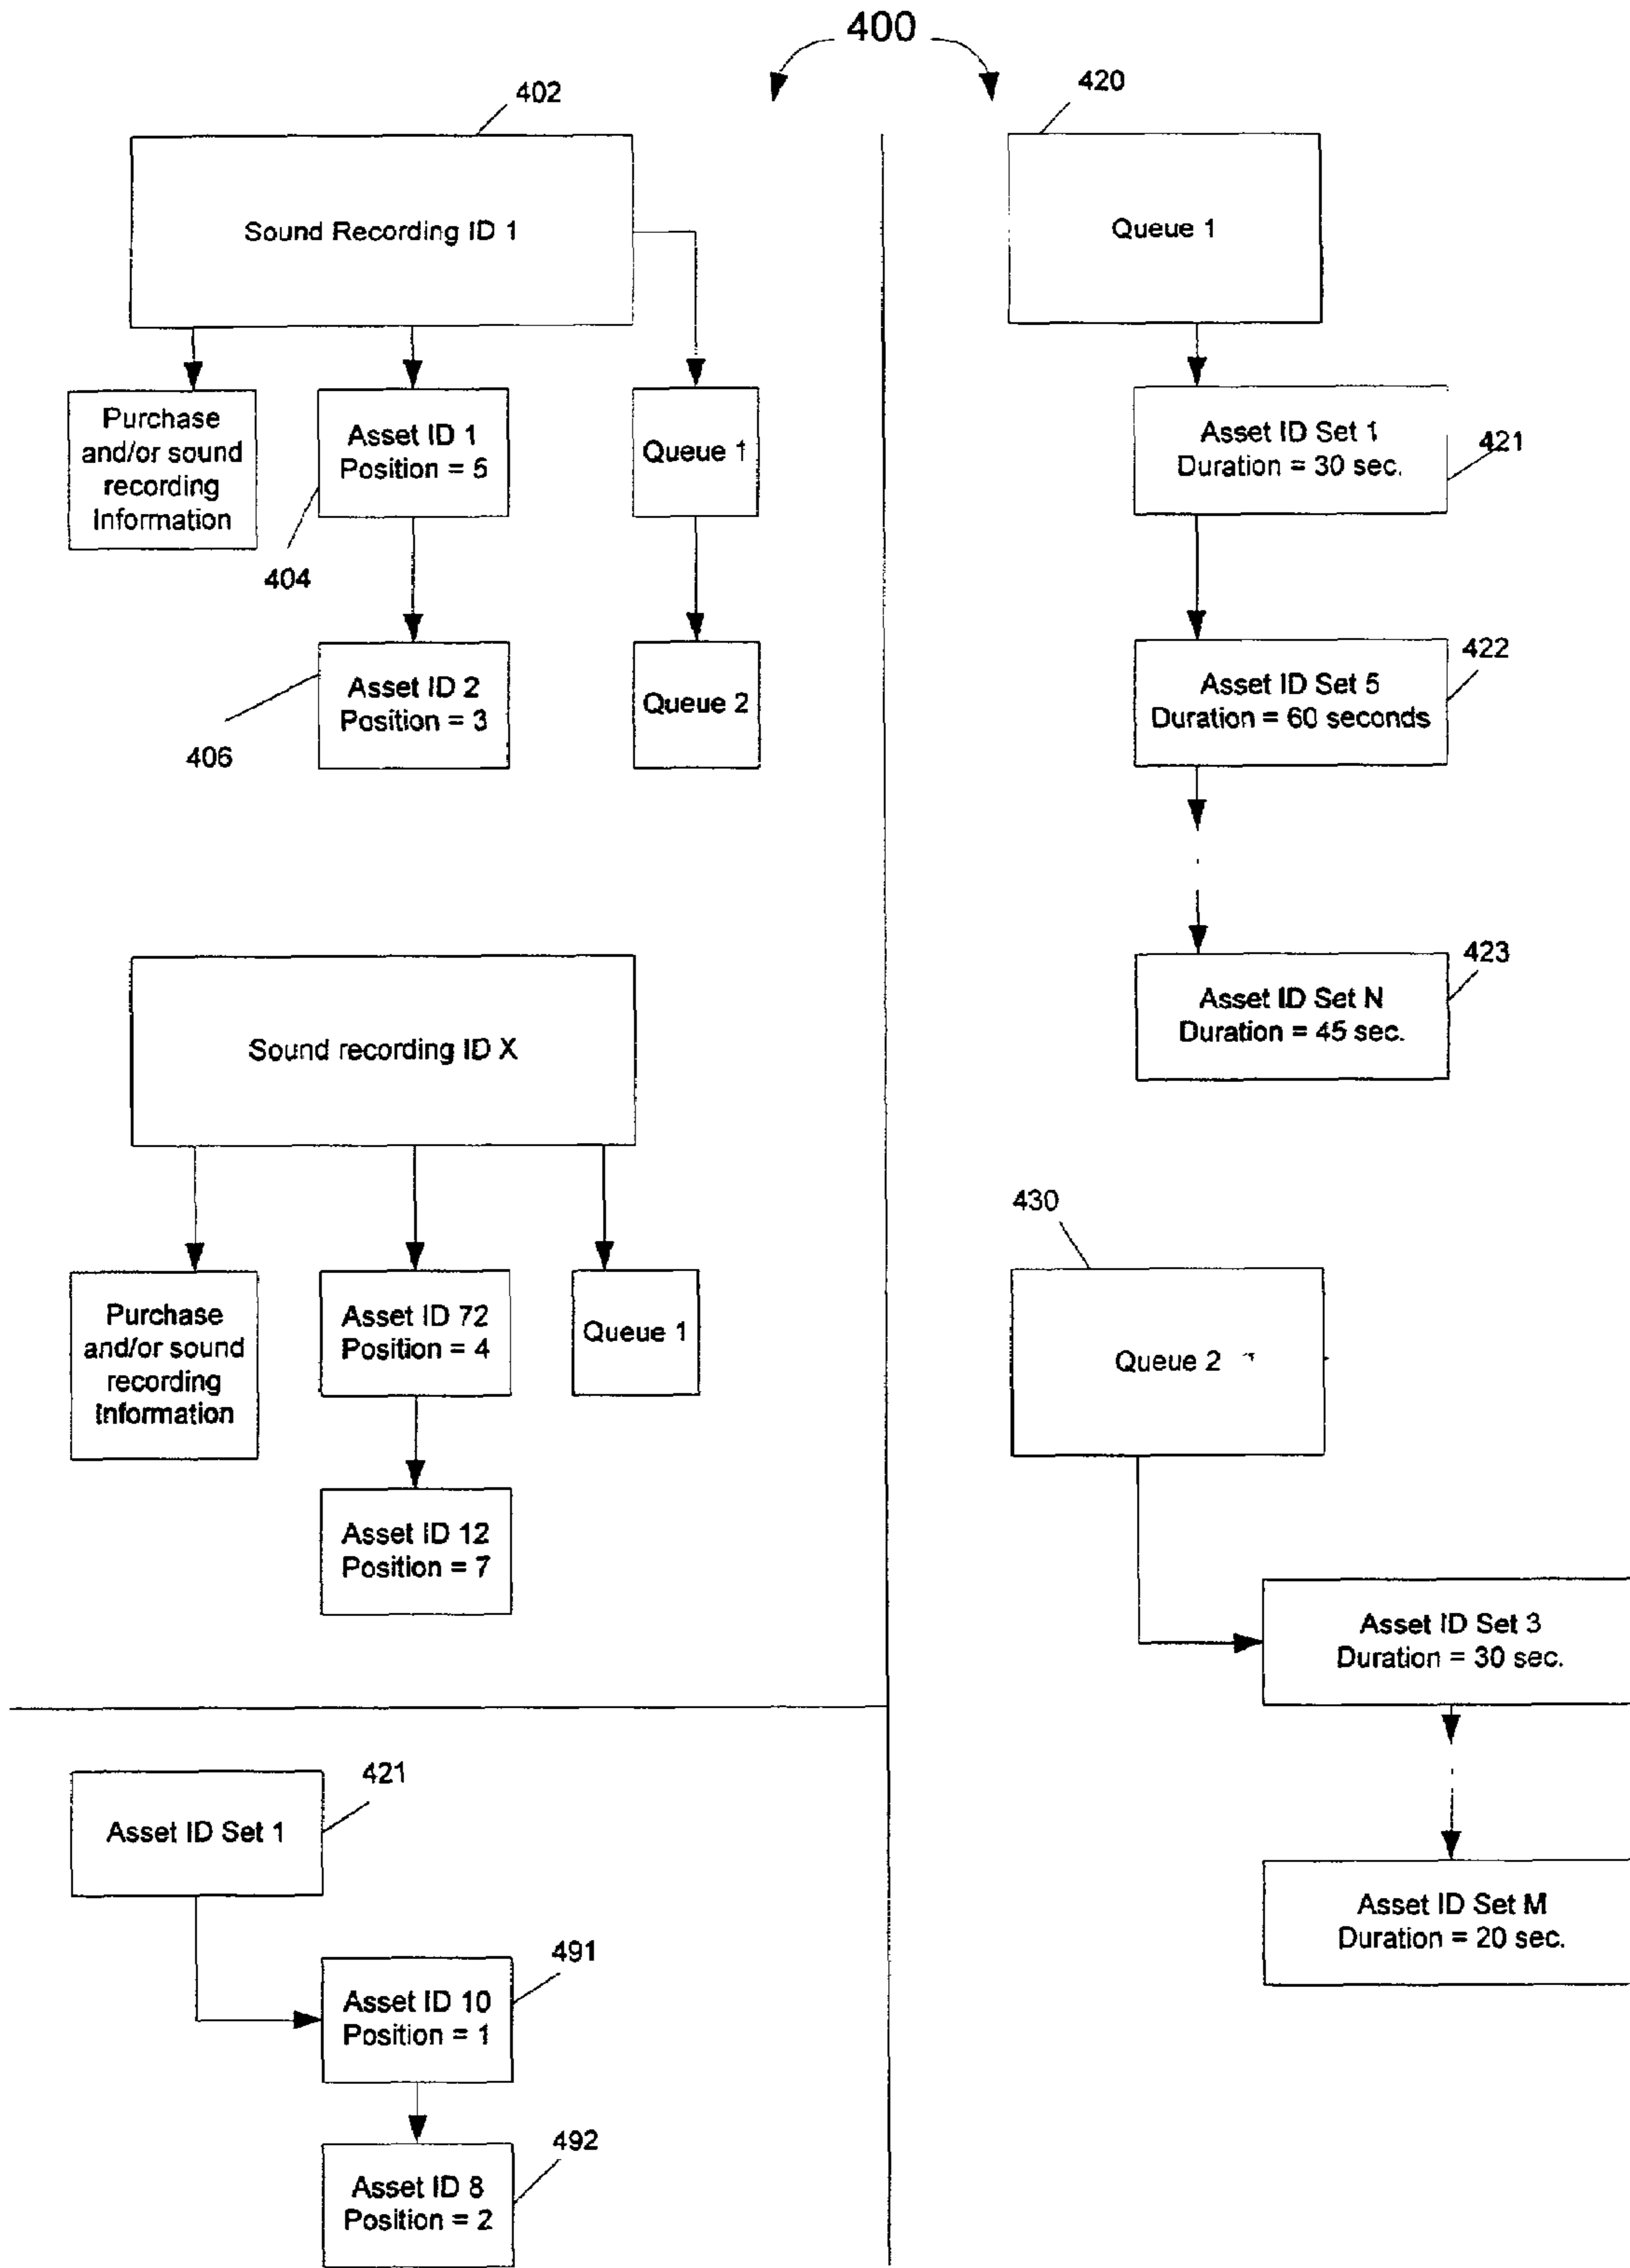 400
402
Sound Recording ID 1
Purchase
and/or sound
recording
Information
Asset ID 1
Position = 5
404
Queue 1
Asset ID 2
Position = 3
406
Queue 2
Sound recording ID X
Purchase
and/or sound
recording
Information
Asset ID 72
Position = 4
Queue 1
Asset ID 12
Position = 7
421
Asset ID Set 1
491
Asset ID 10
Position = 1
492
Asset ID 8
Position = 2
420
Queue 1
Asset ID Set 1
Duration = 30 sec.
421
422
Asset ID Set 5
Duration = 60 seconds
423
Asset ID Set N
Duration = 45 sec.
430
Queue 2
Asset ID Set 3
Duration = 30 sec.
Asset ID Set M
Duration = 20 sec.